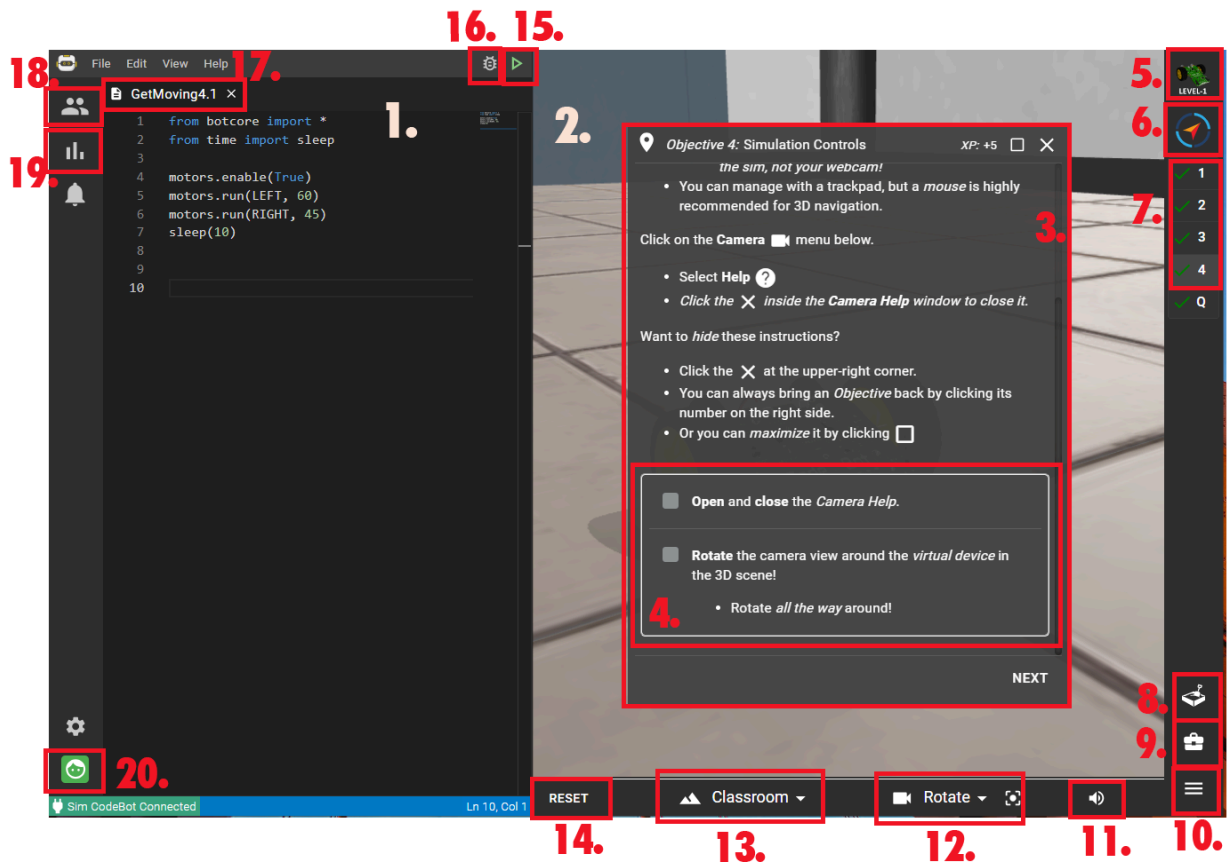 16. 15.
File Edit View Help
17.
18.
GetMoving4.1
1.
1 from botcore import *
2 from time import sleep
3
4 motors.enable(True)
5 motors.run(LEFT, 60)
6 motors.run(RIGHT, 45)
7 sleep(10)
8
9
10
19.
20.
Sim CodeBot Connected
Ln 10, Col 1
2.
Objective 4: Simulation Controls XP: +5
the sim, not your webcam!
• You can manage with a trackpad, but a mouse is highly
recommended for 3D navigation.
3.
Click on the Camera menu below.
• Select Help ?
• Click the X inside the Camera Help window to close it.
Want to hide these instructions?
• Click the X at the upper-right corner.
• You can always bring an Objective back by clicking its
number on the right side.
• Or you can maximize it by clicking
Open and close the Camera Help.
Rotate the camera view around the virtual device in
the 3D scene!
• Rotate all the way around!
4.
NEXT
5.
LEVEL-1
6.
7.
1
2
3
4
Q
8.
9.
10.
RESET
Classroom
Rotate
14.
13.
12.
11.